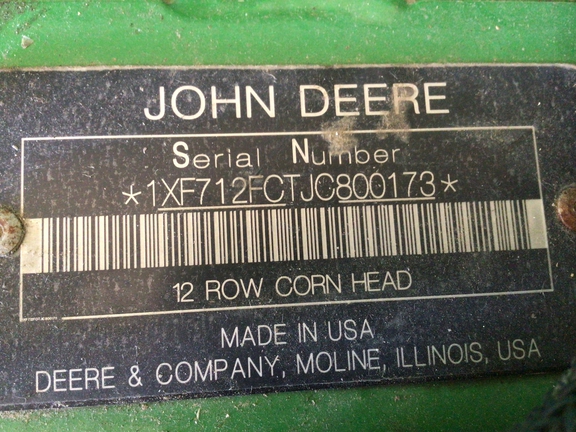 JOHN DEERE
Serial Number
*1XF712FCTJC800173*
12 ROW CORN HEAD
MADE IN USA
DEERE & COMPANY, MOLINE, ILLINOIS, USA